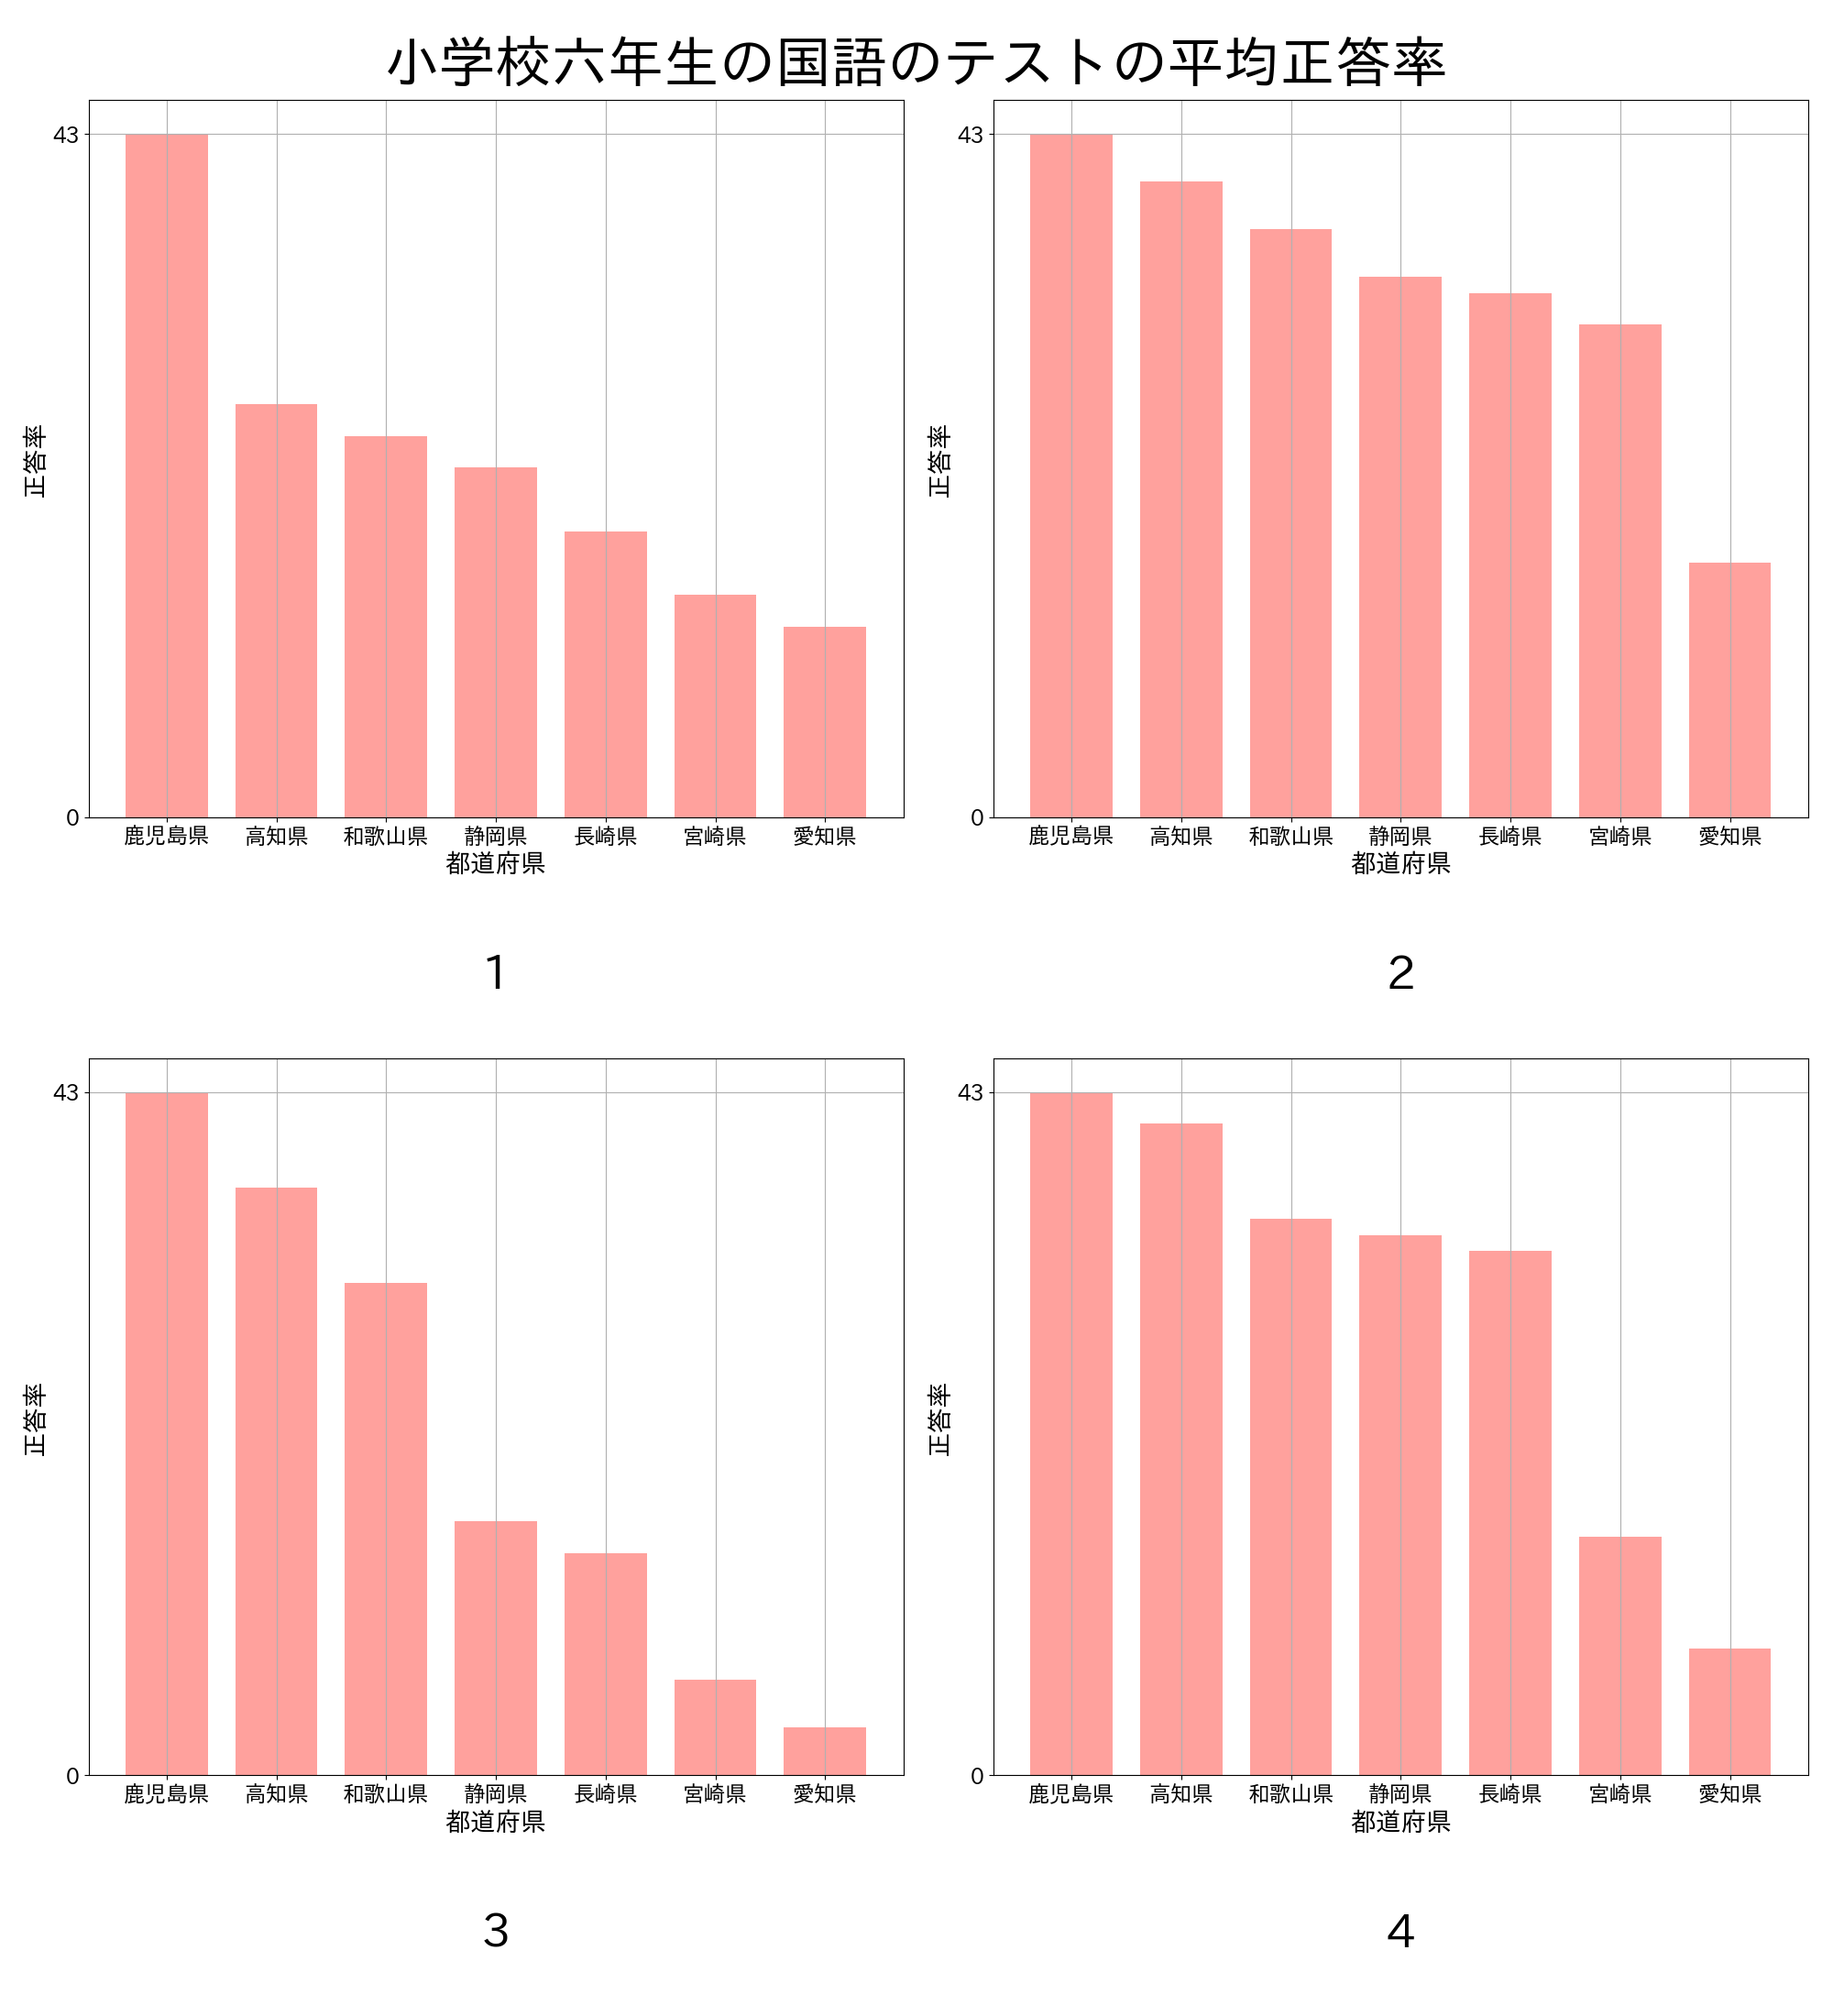 小学校六年生の国語のテストの平均正答率
43
0
正答率
鹿児島県 高知県 和歌山県 静岡県 長崎県 宮崎県 愛知県
都道府県
1
43
0
正答率
鹿児島県 高知県 和歌山県 静岡県 長崎県 宮崎県 愛知県
都道府県
2
43
0
正答率
鹿児島県 高知県 和歌山県 静岡県 長崎県 宮崎県 愛知県
都道府県
3
43
0
正答率
鹿児島県 高知県 和歌山県 静岡県 長崎県 宮崎県 愛知県
都道府県
4